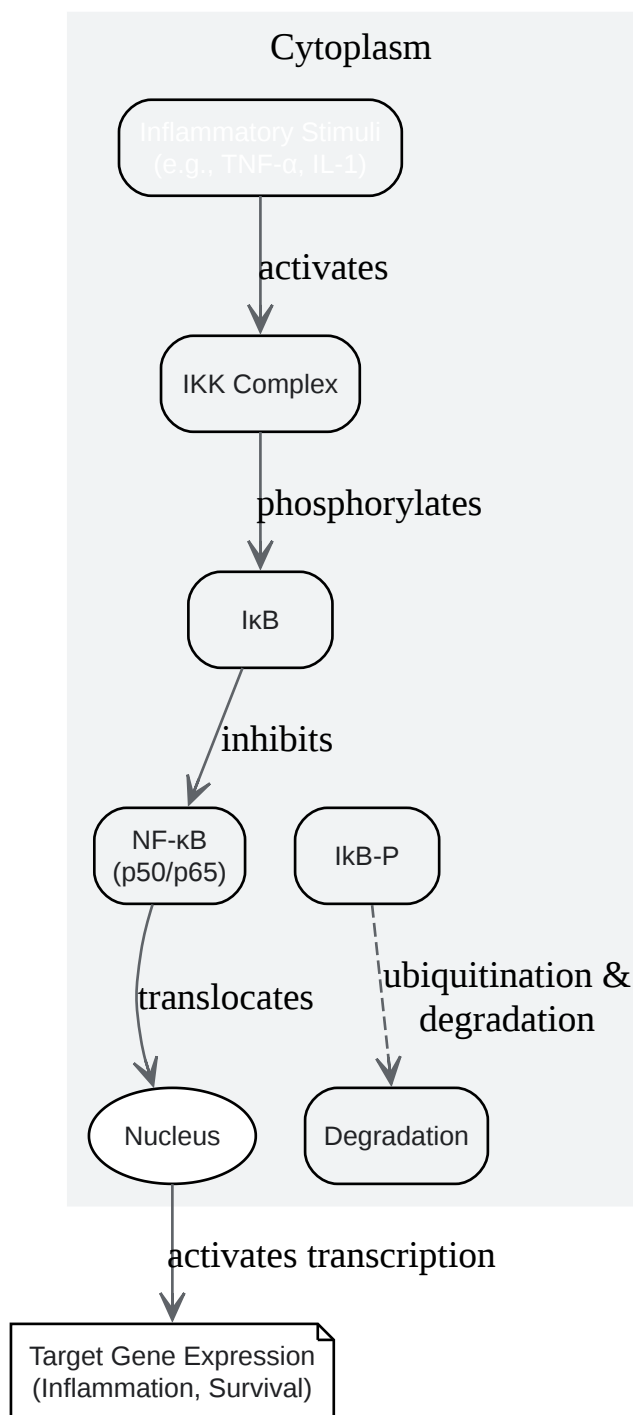 Cytoplasm
Inflammatory Stimuli
(e.g., TNF-α, IL-1)
activates
IKK Complex
phosphorylates
IκB
inhibits
NF-κB
(p50/p65)
IkB-P
translocates
ubiquitination &
degradation
Nucleus
Degradation
activates transcription
Target Gene Expression
(Inflammation, Survival)